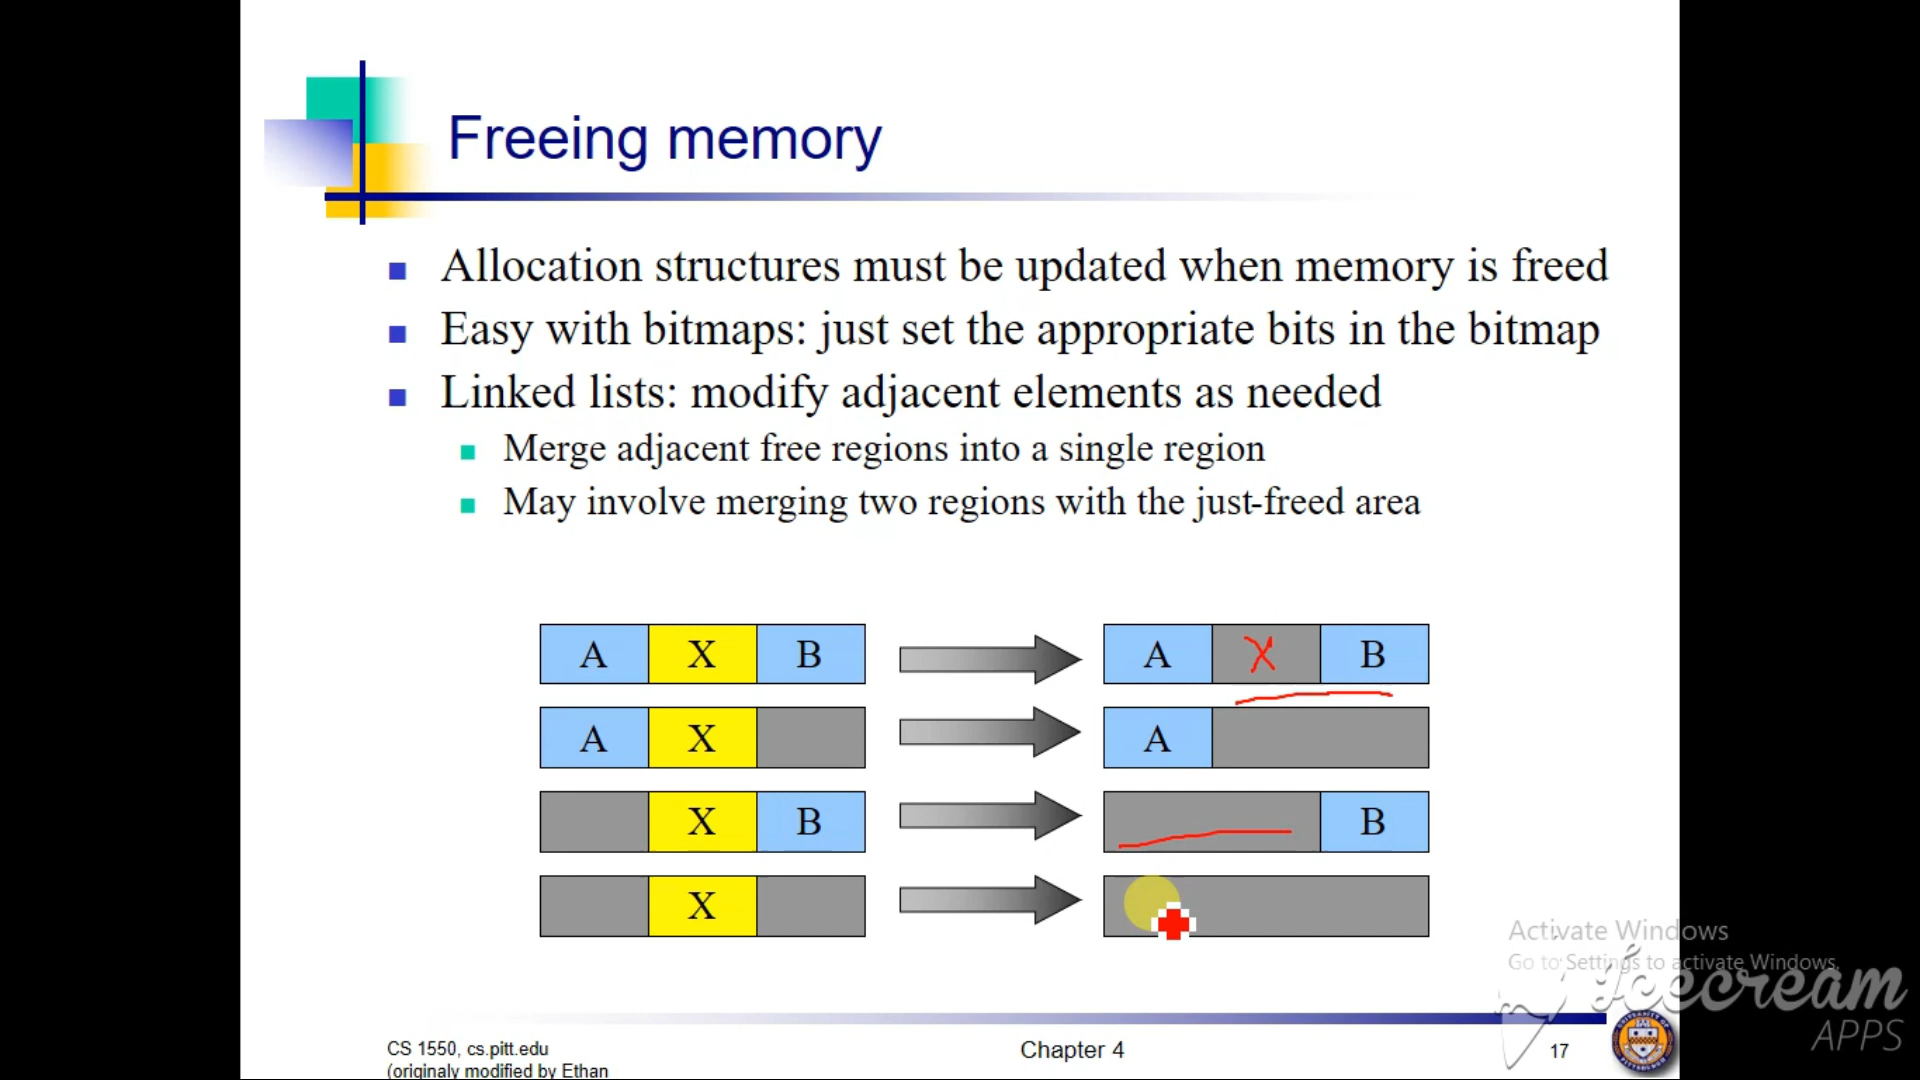 Freeing memory
Allocation structures must be updated when memory is freed
Easy with bitmaps: just set the appropriate bits in the bitmap
Linked lists: modify adjacent elements as needed
Merge adjacent free regions into a single region
May involve merging two regions with the just-freed area
A X B A X B
A X A
X B B
X
Activate Windows
Go to Settings to activate Windows.
icecream
APPS
CS 1550, cs.pitt.edu
(originaly modified by Ethan
Chapter 4
17